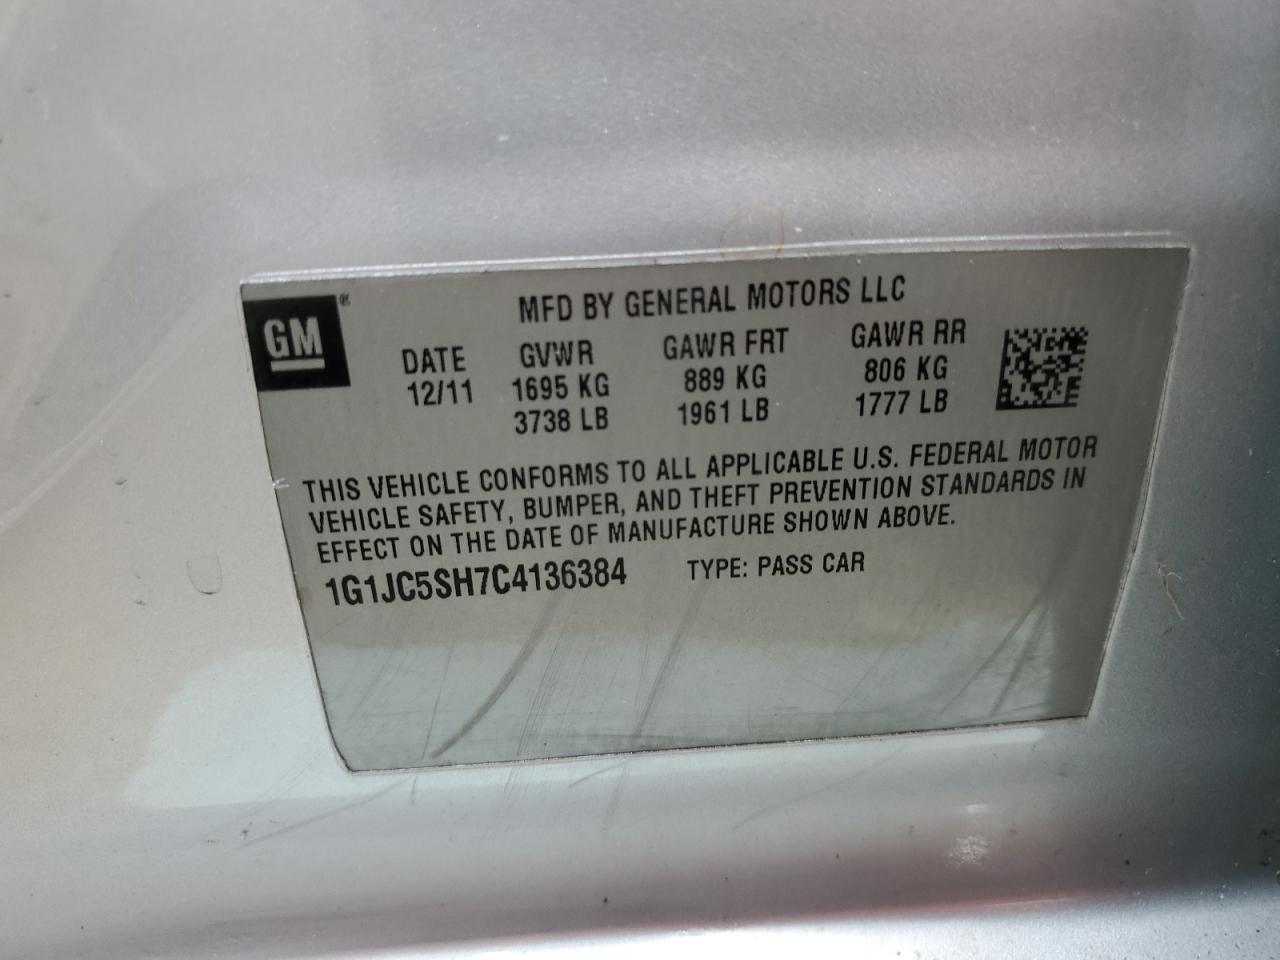 GM®
MFD BY GENERAL MOTORS LLC
DATE GVWR GAWR FRT GAWR RR
12/11 1695 KG 889 KG 806 KG
3738 LB 1961 LB 1777 LB
THIS VEHICLE CONFORMS TO ALL APPLICABLE U.S. FEDERAL MOTOR
VEHICLE SAFETY, BUMPER, AND THEFT PREVENTION STANDARDS IN
EFFECT ON THE DATE OF MANUFACTURE SHOWN ABOVE.
1G1JC5SH7C4136384 TYPE: PASS CAR